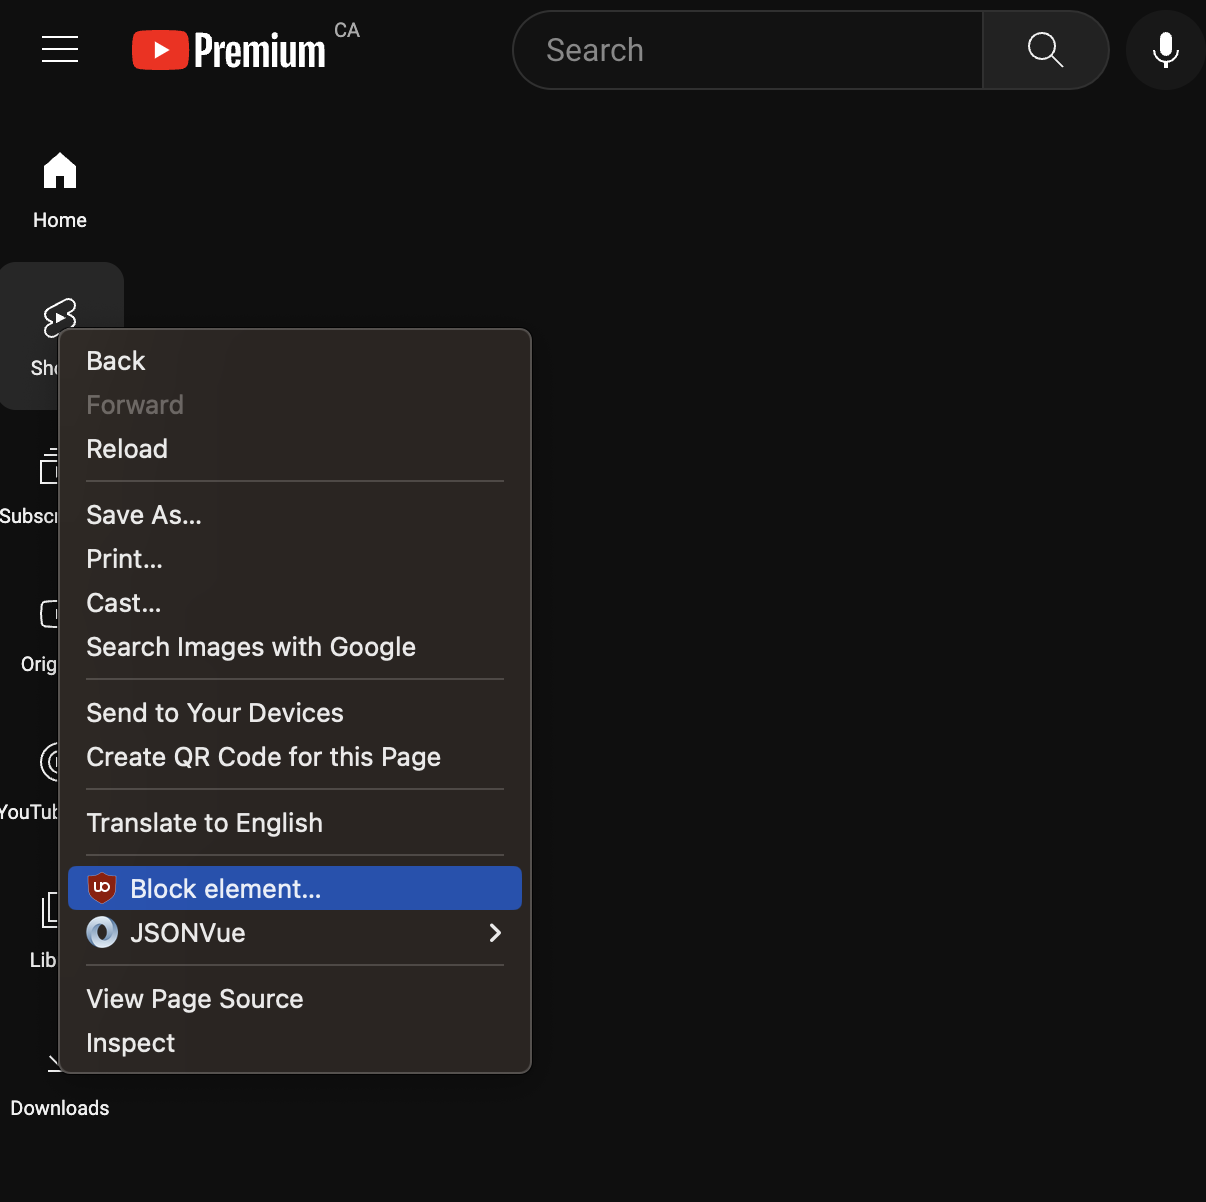 Premium CA
Search
Home
Sho
Back
Forward
Reload
Subscr
Save As...
Print...
Cast...
Search Images with Google
Orig
Send to Your Devices
Create QR Code for this Page
YouTub
Translate to English
UO Block element...
JSONVue
Lib
View Page Source
Inspect
Downloads